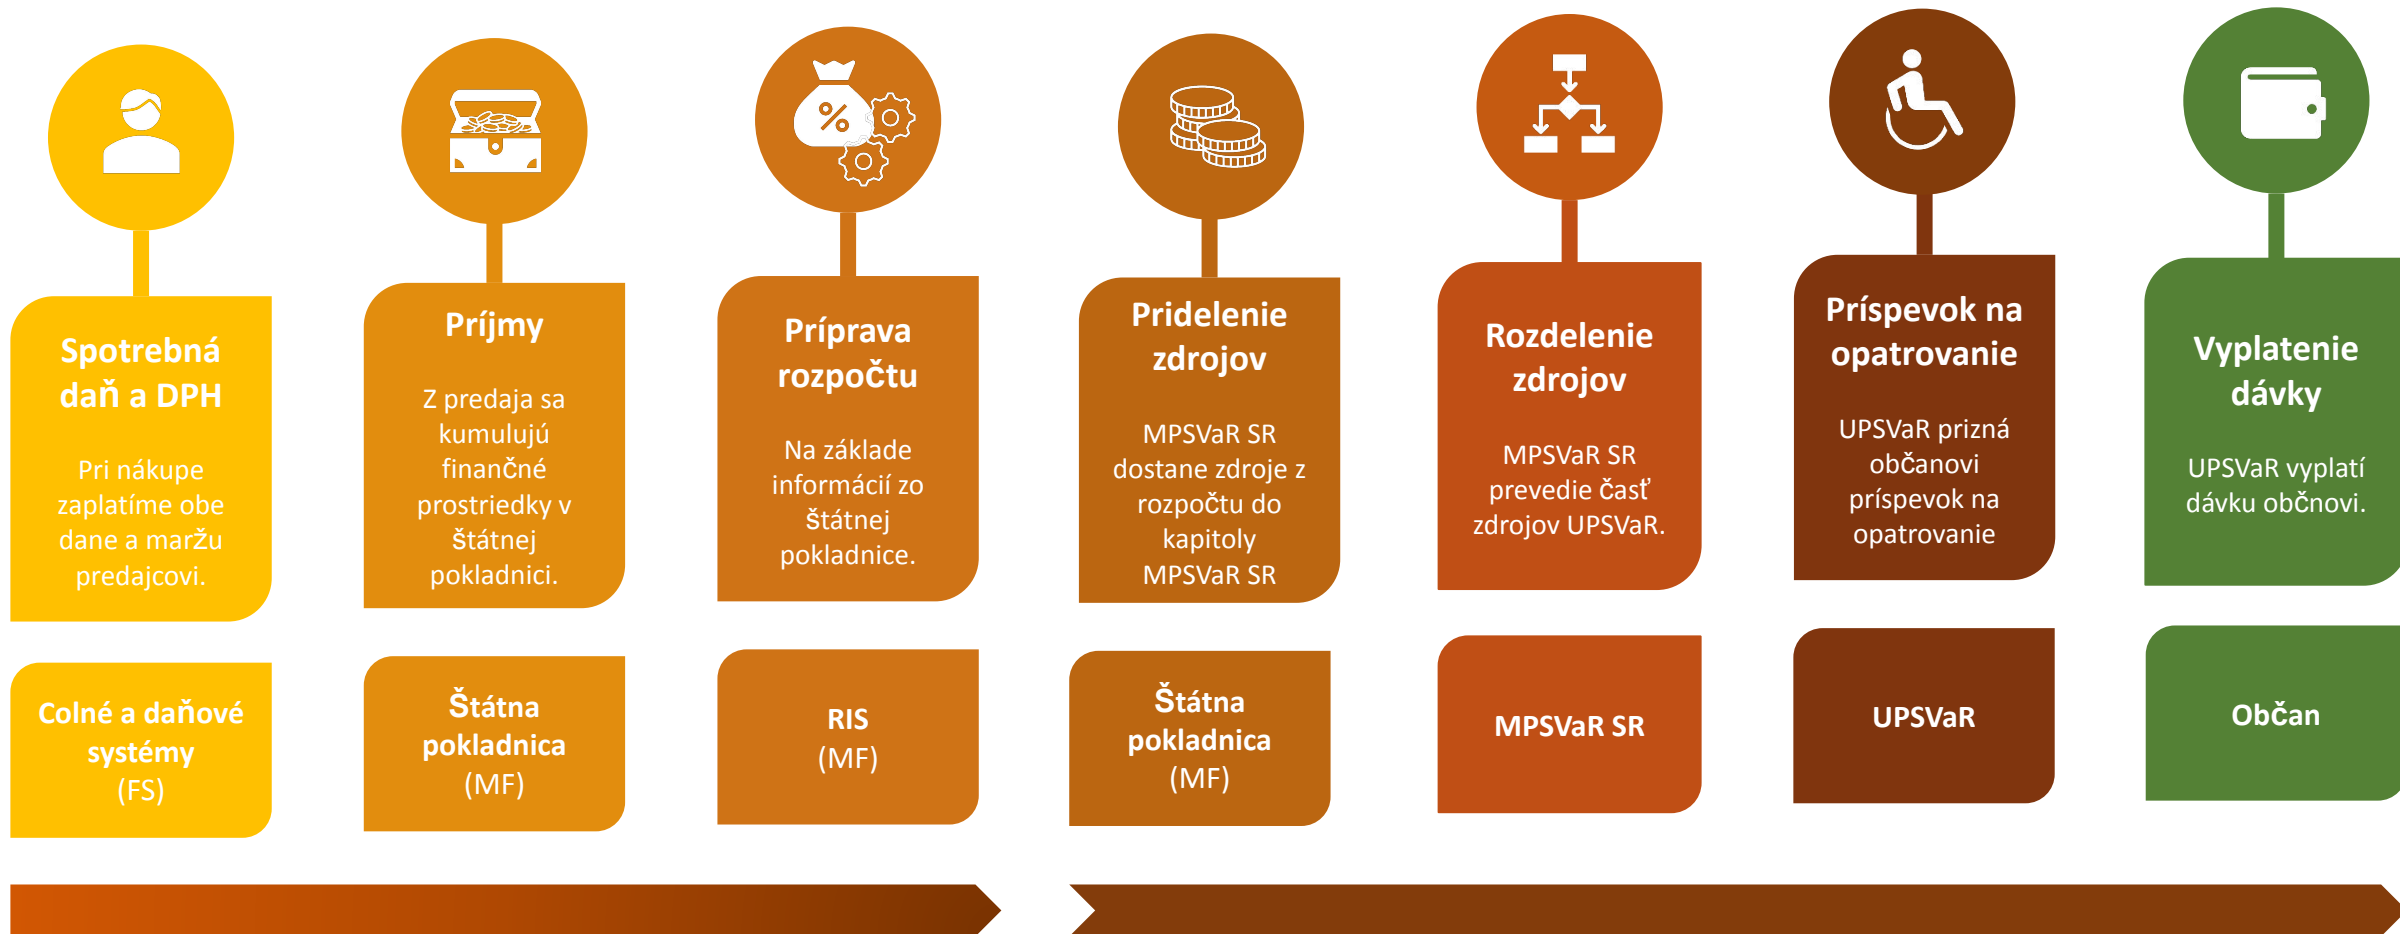 Spotrebná
daň a DPH
Pri nákupe
zaplatíme obe
dane a maržu
predajcovi.
Colné a daňové
systémy
(FS)
Príjmy
Z predaja sa
kumulujú
finančné
prostriedky v
štátnej
pokladnici.
Štátna
pokladnica
(MF)
Príprava
rozpočtu
Na základe
informácií zo
štátnej
pokladnice.
RIS
(MF)
Pridelenie
zdrojov
MPSVaR SR
dostane zdroje z
rozpočtu do
kapitoly
MPSVaR SR
Štátna
pokladnica
(MF)
Rozdelenie
zdrojov
MPSVaR SR
prevedie časť
zdrojov UPSVaR.
MPSVaR SR
Príspevok na
opatrovanie
UPSVaR prizná
občanovi
príspevok na
opatrovanie
UPSVaR
Vyplatenie
dávky
UPSVaR vyplatí
dávku občnovi.
Občan